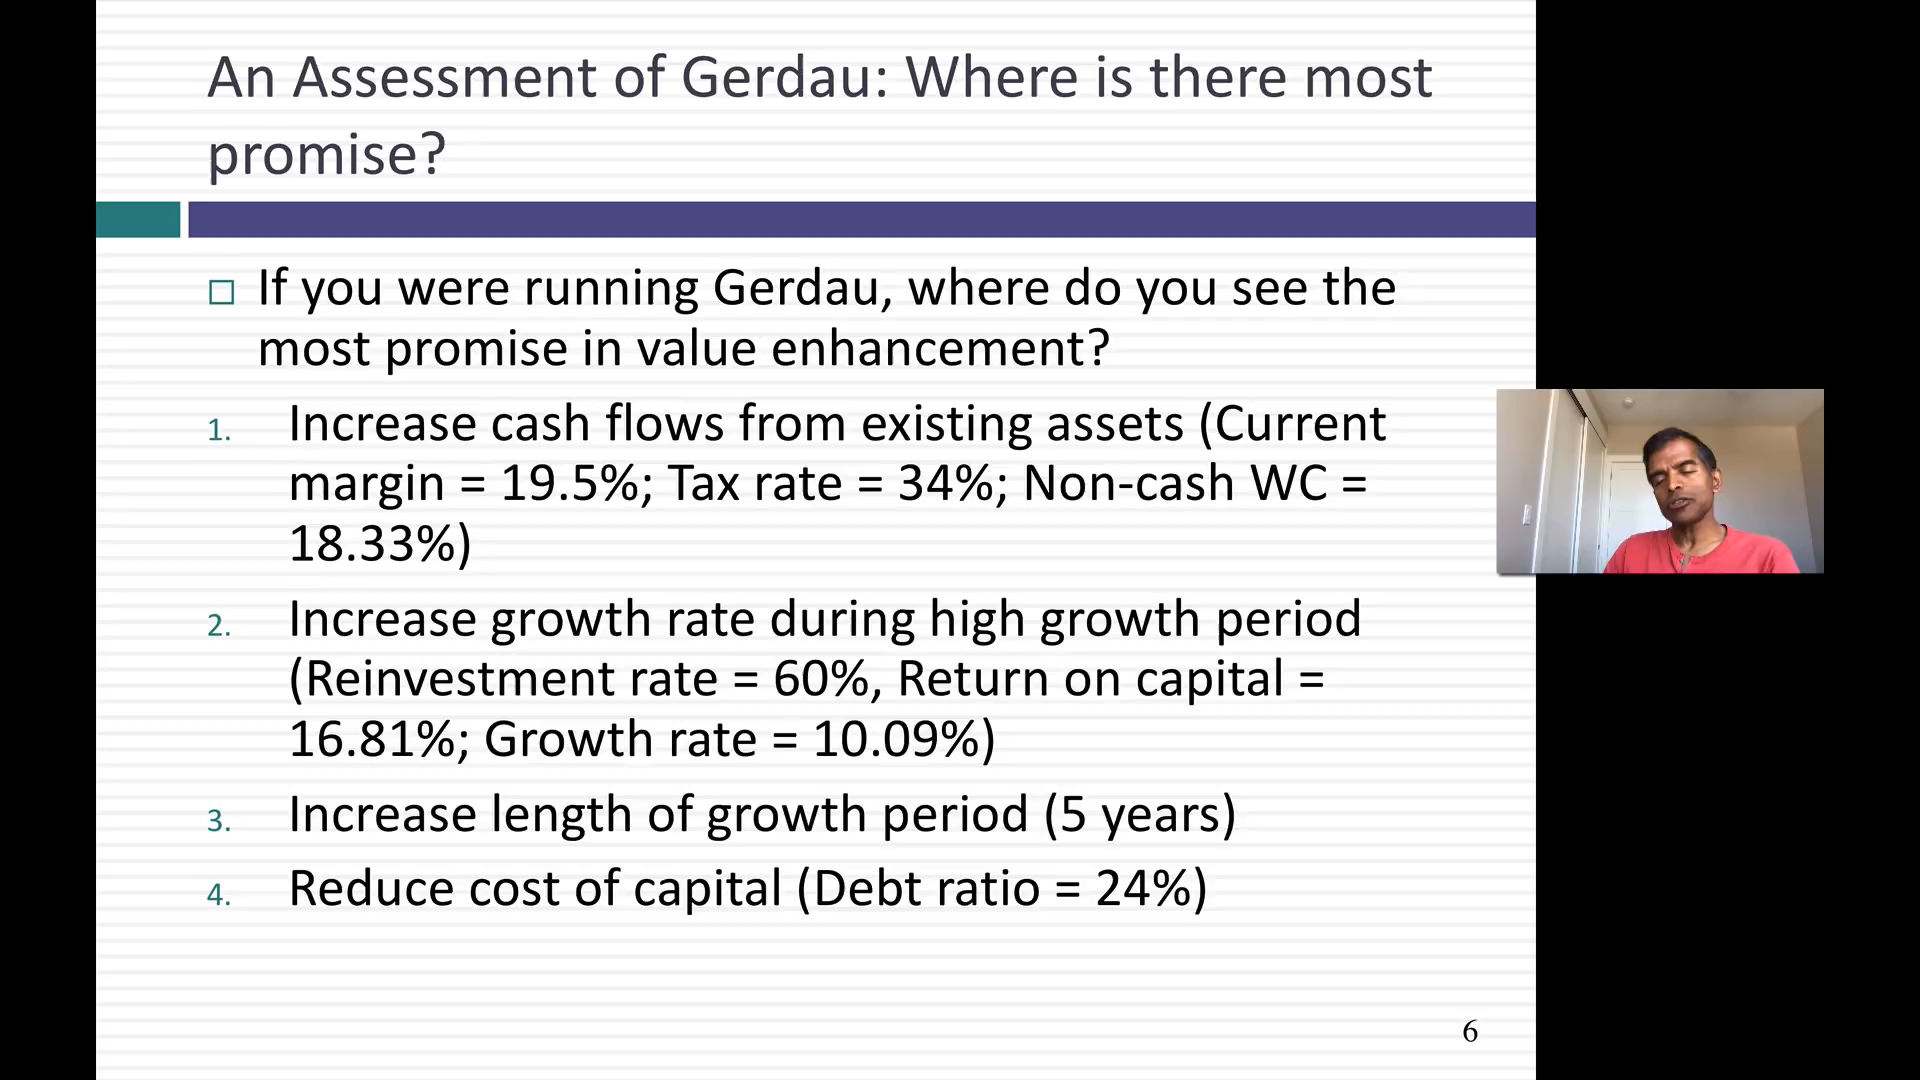 An Assessment of Gerdau: Where is there most
promise?
If you were running Gerdau, where do you see the
most promise in value enhancement?
1. Increase cash flows from existing assets (Current
margin = 19.5%; Tax rate = 34%; Non-cash WC =
18.33%)
2. Increase growth rate during high growth period
(Reinvestment rate = 60%, Return on capital =
16.81%; Growth rate = 10.09%)
3. Increase length of growth period (5 years)
4. Reduce cost of capital (Debt ratio = 24%)
6